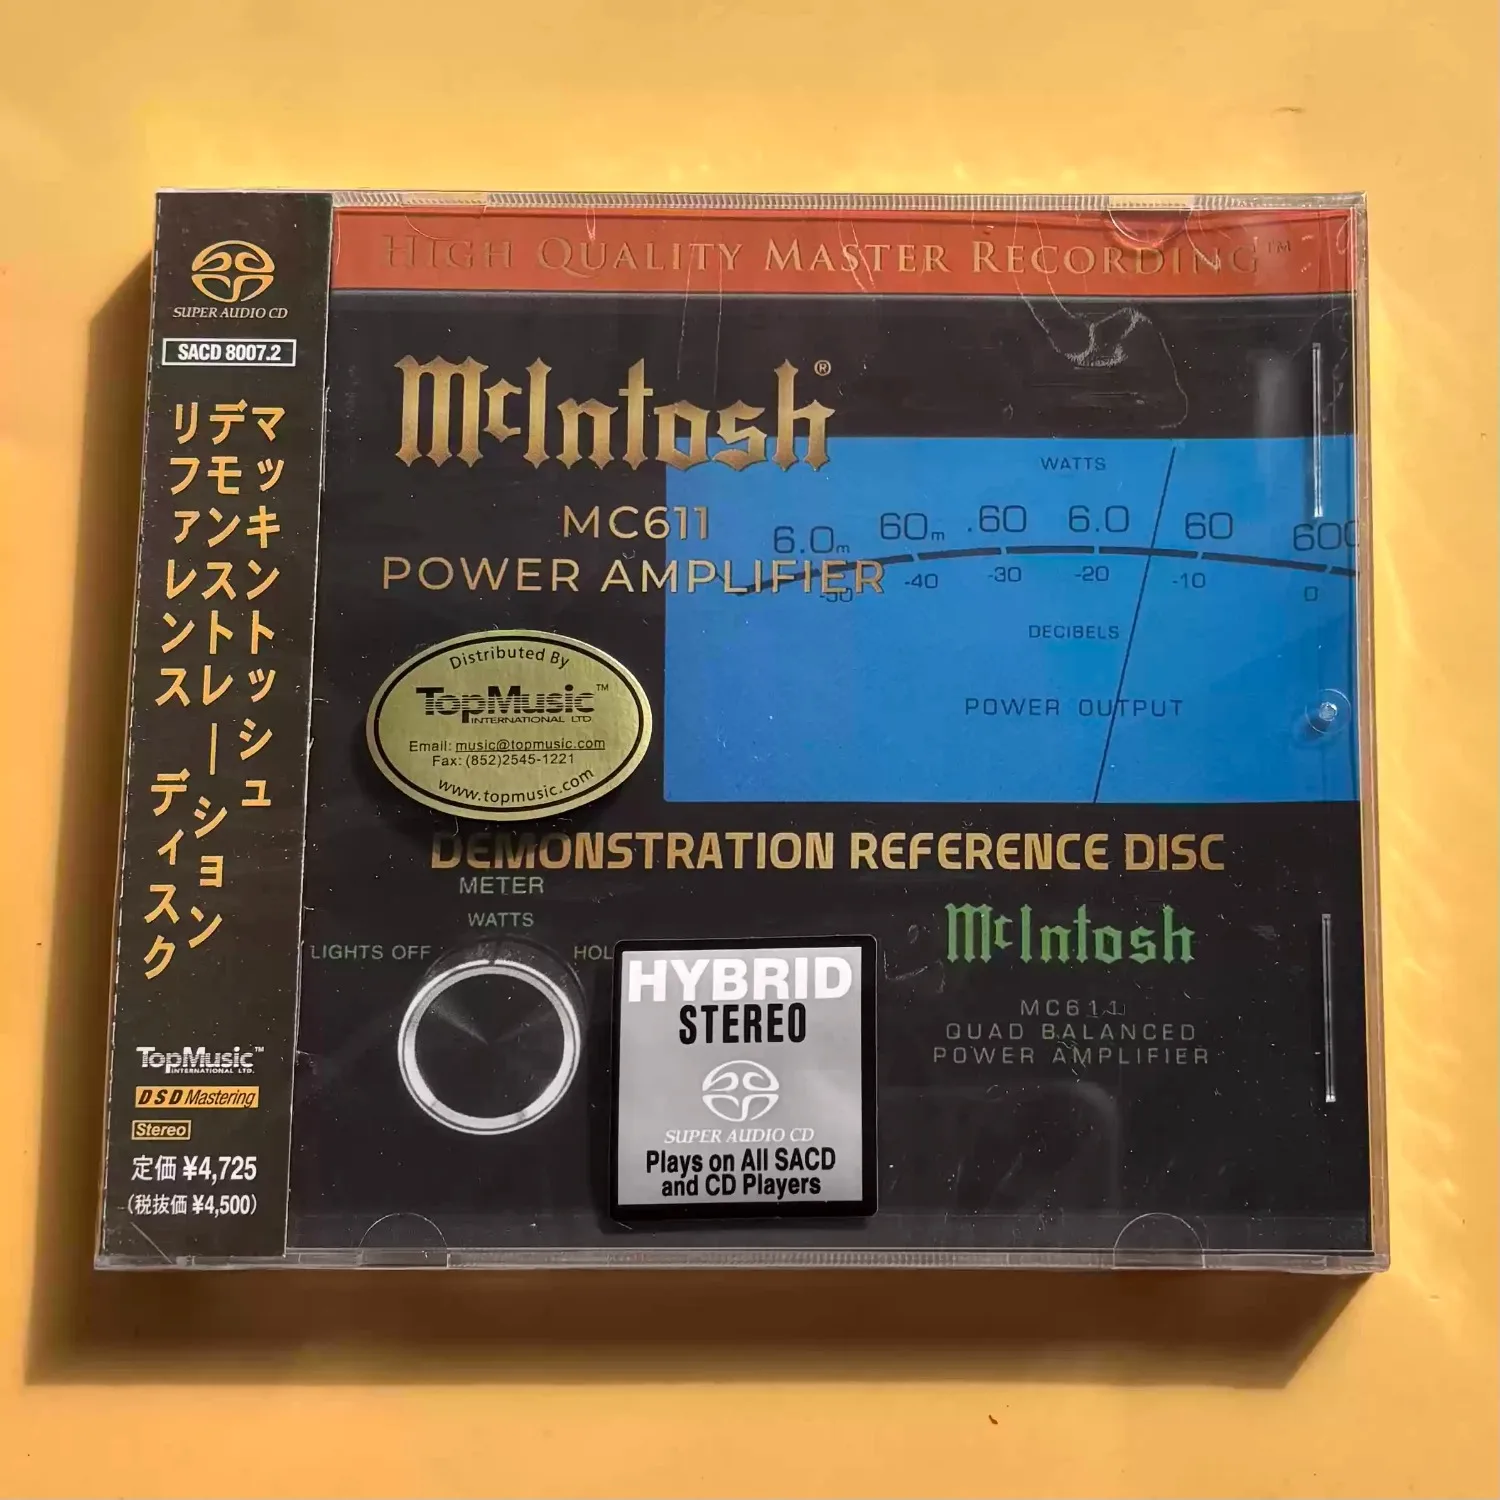 SUPER AUDIO CD
SACD 8007.2
マッキントッシュ
デモンストレーション
リファレンス ディスク
TopMusic™
INTERNATIONAL LTD.
DSD Mastering
Stereo
定価 ¥4,725
(税抜価 ¥4,500)
HIGH QUALITY MASTER RECORDING™
McIntosh®
MC611
POWER AMPLIFIER
WATTS
6.0m 60m .60 6.0 60 600
-50 -40 -30 -20 -10 0
DECIBELS
POWER OUTPUT
Distributed By
TopMusic™
INTERNATIONAL LTD
Email: music@topmusic.com
Fax: (852)2545-1221
www.topmusic.com
DEMONSTRATION REFERENCE DISC
METER
WATTS
LIGHTS OFF
HOL
McIntosh
MC611
QUAD BALANCED
POWER AMPLIFIER
HYBRID
STEREO
SUPER AUDIO CD
Plays on All SACD
and CD Players